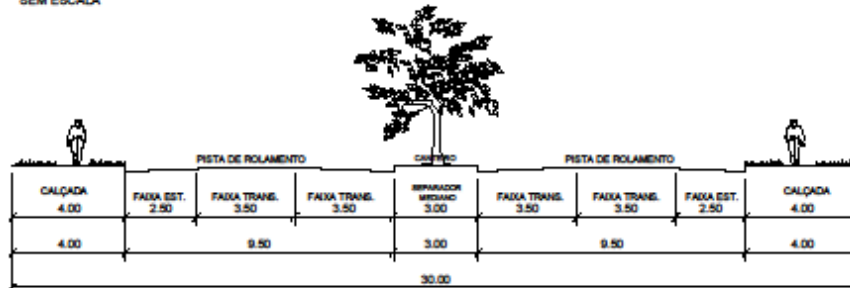 SEM ESCALA
PISTA DE ROLAMENTO CANTEIRO PISTA DE ROLAMENTO
CALÇADA FAIXA EST. FAIXA TRANS. FAIXA TRANS. SEPARADOR MEDIANO FAIXA TRANS. FAIXA TRANS. FAIXA EST. CALÇADA
4.00 2.50 3.50 3.50 3.00 3.50 3.50 2.50 4.00
4.00 9.50 3.00 9.50 4.00
30.00